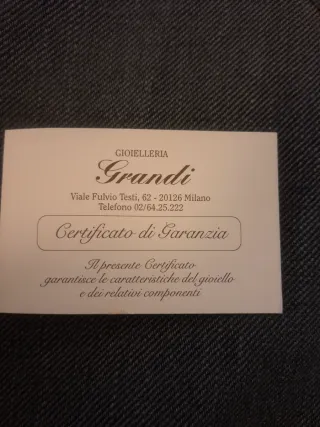 GIOIELLERIA
Grandi
Viale Fulvio Testi, 62 - 20126 Milano
Telefono 02/64.25.222
Certificato di Garanzia
Il presente Certificato
garantisce le caratteristiche del gioiello
e dei relativi componenti